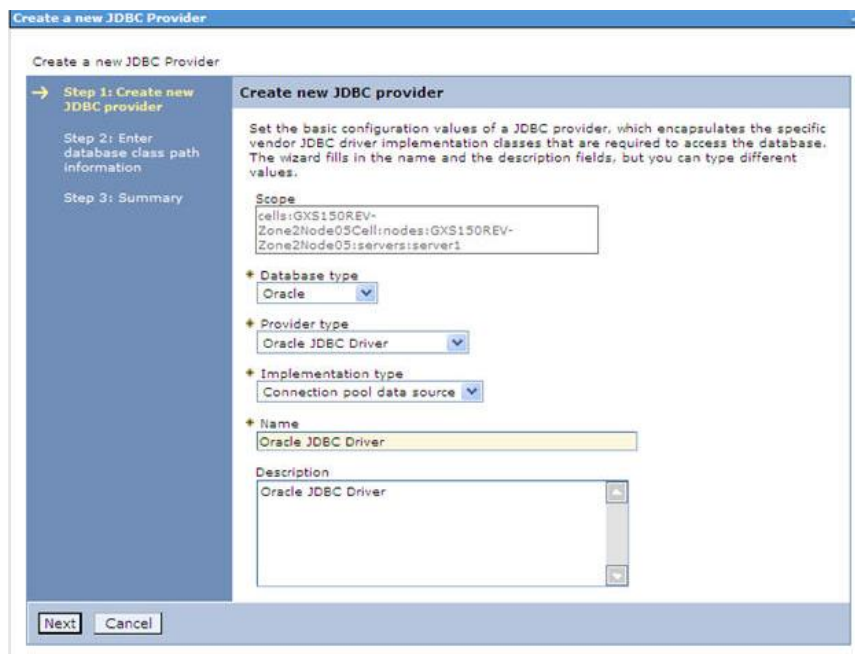 Create a new JDBC Provider
Create a new JDBC Provider
Step 1: Create new
JDBC provider
Step 2: Enter
database class path
information
Step 3: Summary
Create new JDBC provider
Set the basic configuration values of a JDBC provider, which encapsulates the specific
vendor JDBC driver implementation classes that are required to access the database.
The wizard fills in the name and the description fields, but you can type different
values.
Scope
cells:GXS150REV-
Zone2Node05Cell:nodes:GXS150REV-
Zone2Node05:servers:server1
Database type
Oracle
Provider type
Oracle JDBC Driver
Implementation type
Connection pool data source
Name
Oracle JDBC Driver
Description
Oracle JDBC Driver
Next Cancel